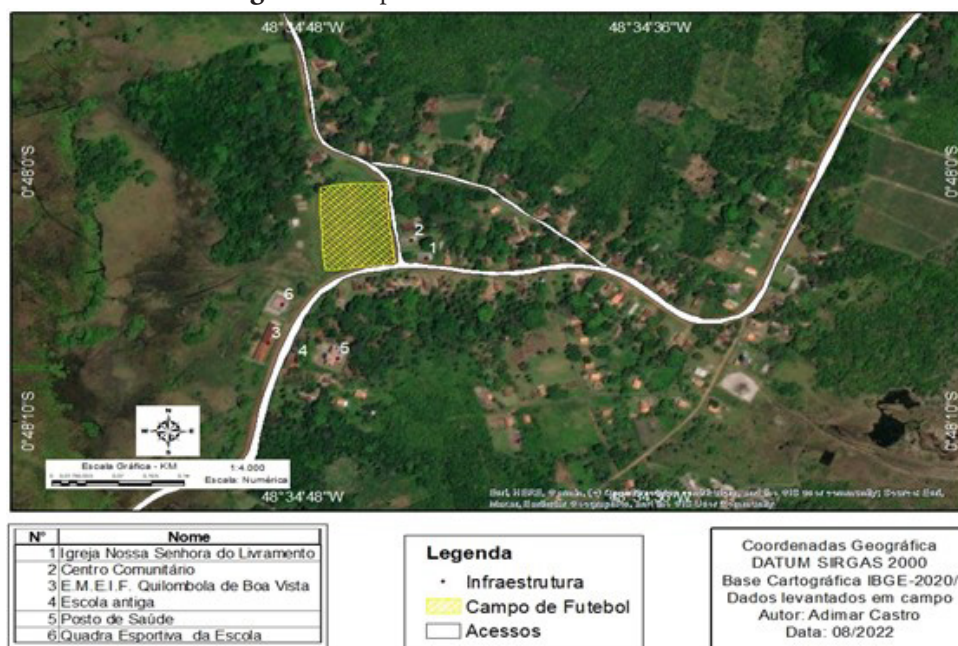 48°34'48"W 48°34'36"W
0°48'0"S 0°48'0"S
2
1
6
3
4
5
0°48'10"S 0°48'10"S
N
W E
S
Escala Gráfica - KM 1:4.000
Escala: Numérica
48°34'48"W
N° Nome
1 Igreja Nossa Senhora do Livramento
2 Centro Comunitário
3 E.M.E.I.F. Quilombola de Boa Vista
4 Escola antiga
5 Posto de Saúde
6 Quadra Esportiva da Escola
Legenda
Infraestrutura
Campo de Futebol
Acessos
Coordenadas Geográfica
DATUM SIRGAS 2000
Base Cartográfica IBGE-2020/
Dados levantados em campo
Autor: Adimar Castro
Data: 08/2022